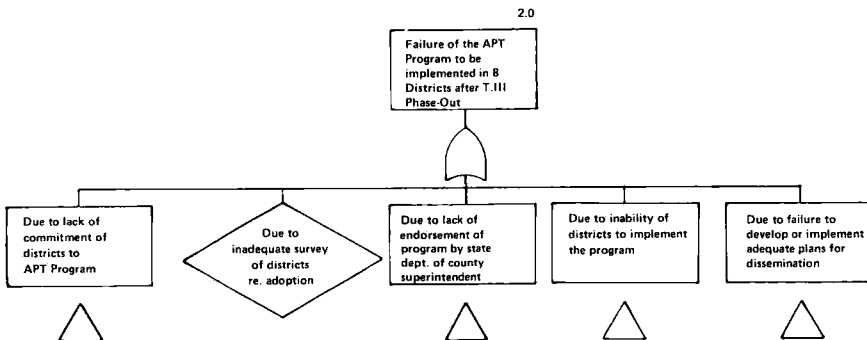 2.0
Failure of the APT
Program to be
implemented in 8
Districts after T.III
Phase-Out
Due to lack of
commitment of
districts to
APT Program
Due to
inadequate survey
of districts
re. adoption
Due to lack of
endorsement of
program by state
dept. of county
superintendent
Due to inability of
districts to implement
the program
Due to failure to
develop or implement
adequate plans for
dissemination